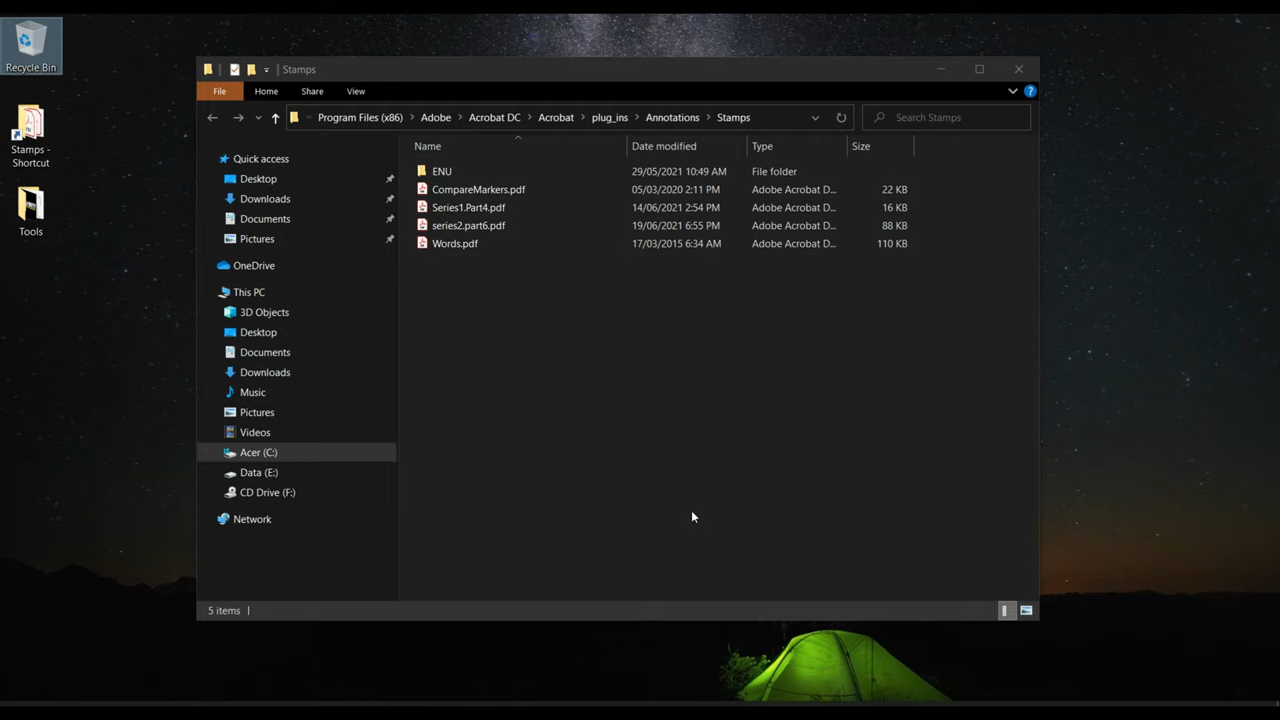 Recycle Bin
Stamps -
Shortcut
Tools
Stamps
File Home Share View
Program Files (x86) Adobe Acrobat DC Acrobat plug_ins Annotations Stamps
Search Stamps
Name Date modified Type Size
ENU 29/05/2021 10:49 AM File folder
CompareMarkers.pdf 05/03/2020 2:11 PM Adobe Acrobat D... 22 KB
Series1.Part4.pdf 14/06/2021 2:54 PM Adobe Acrobat D... 16 KB
series2.part6.pdf 19/06/2021 6:55 PM Adobe Acrobat D... 88 KB
Words.pdf 17/03/2015 6:34 AM Adobe Acrobat D... 110 KB
Quick access
Desktop
Downloads
Documents
Pictures
OneDrive
This PC
3D Objects
Desktop
Documents
Downloads
Music
Pictures
Videos
Acer (C:)
Data (E:)
CD Drive (F:)
Network
5 items